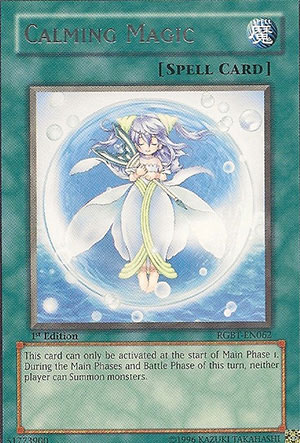 CALMING MAGIC
SPELL
魔
[SPELL CARD]
1st Edition
RGBT-EN062
This card can only be activated at the start of Main Phase 1.
During the Main Phases and Battle Phase of this turn, neither
player can Summon monsters.
©1996 KAZUKI TAKAHASHI